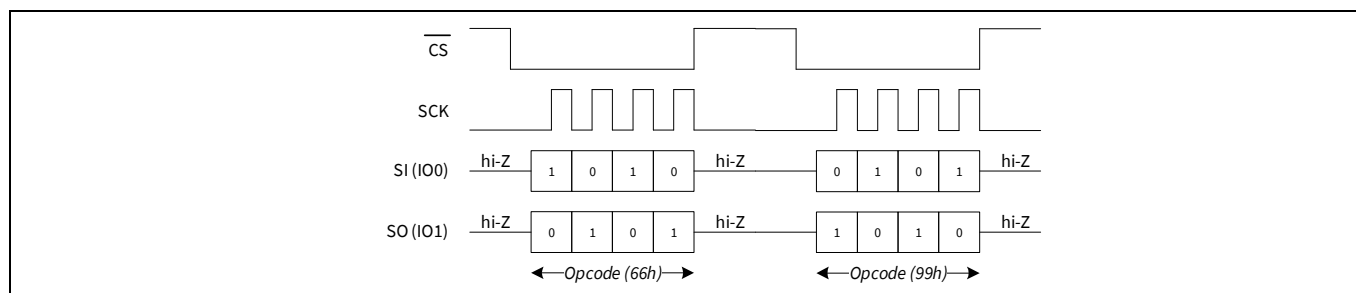 CS
SCK
hi-Z hi-Z hi-Z
SI (IO0) 1 0 1 0 0 1 0 1
hi-Z hi-Z hi-Z
SO (IO1) 0 1 0 1 1 0 1 0
Opcode (66h) Opcode (99h)